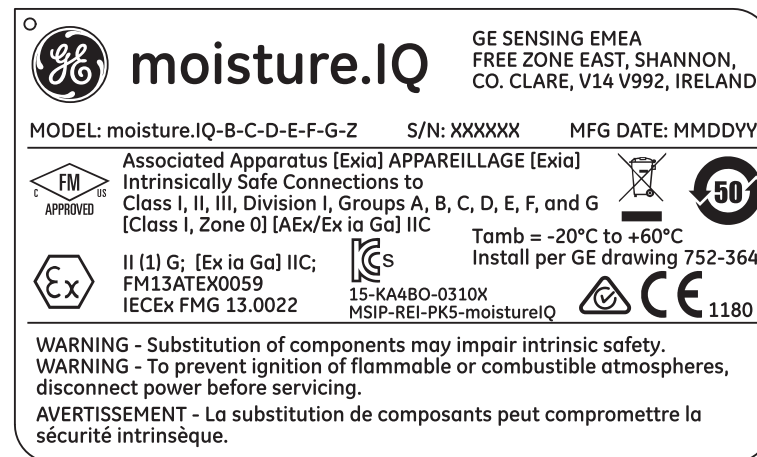 GE moisture.IQ
GE SENSING EMEA
FREE ZONE EAST, SHANNON,
CO. CLARE, V14 V992, IRELAND
MODEL: moisture.IQ-B-C-D-E-F-G-Z S/N: XXXXXX MFG DATE: MMDDYY
C FM US
APPROVED
Associated Apparatus [Exia] APPAREILLAGE [Exia]
Intrinsically Safe Connections to
Class I, II, III, Division I, Groups A, B, C, D, E, F, and G
[Class I, Zone 0] [AEx/Ex ia Ga] IIC
50
Tamb = -20°C to +60°C
Install per GE drawing 752-364
Ex
II (1) G; [Ex ia Ga] IIC;
FM13ATEX0059
IECEx FMG 13.0022
KC s
15-KA4BO-0310X
MSIP-REI-PK5-moistureIQ
CE 1180
WARNING - Substitution of components may impair intrinsic safety.
WARNING - To prevent ignition of flammable or combustible atmospheres,
disconnect power before servicing.
AVERTISSEMENT - La substitution de composants peut compromettre la
sécurité intrinsèque.